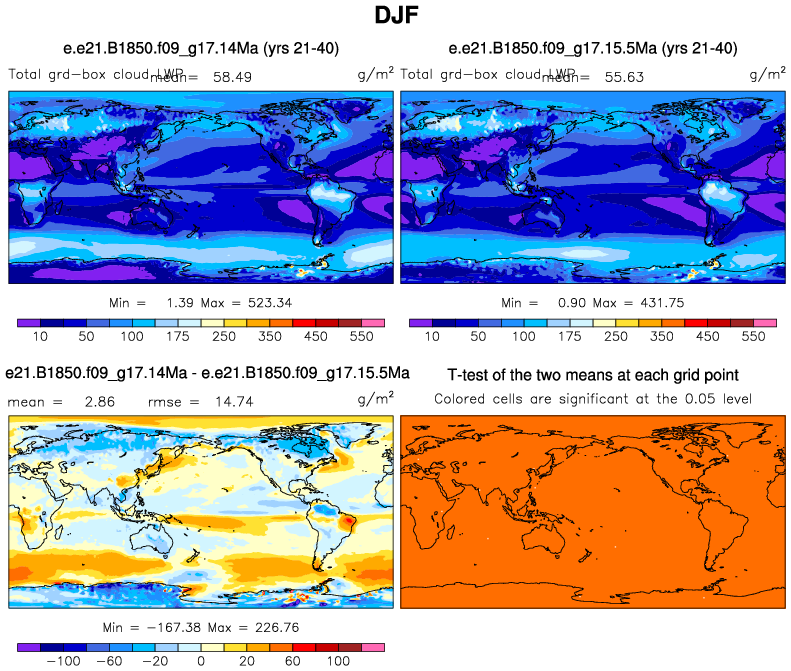 DJF
e.e21.B1850.f09_g17.14Ma (yrs 21-40)
Total grd-box cloud LWP mean= 58.49 g/m²
e.e21.B1850.f09_g17.15.5Ma (yrs 21-40)
Total grd-box cloud LWP mean= 55.63 g/m²
Min = 1.39 Max = 523.34
10 50 100 175 250 350 450 550
Min = 0.90 Max = 431.75
10 50 100 175 250 350 450 550
e21.B1850.f09_g17.14Ma - e.e21.B1850.f09_g17.15.5Ma
mean = 2.86 rmse = 14.74 g/m²
T-test of the two means at each grid point
Colored cells are significant at the 0.05 level
Min = -167.38 Max = 226.76
-100 -60 -20 0 20 60 100